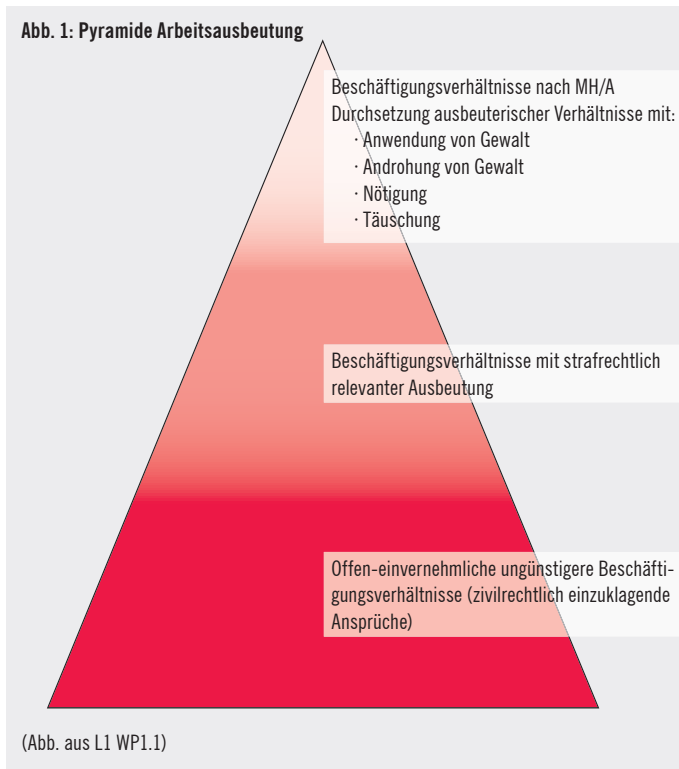 Abb. 1: Pyramide Arbeitsausbeutung
Beschäftigungsverhältnisse nach MH/A
Durchsetzung ausbeuterischer Verhältnisse mit:
· Anwendung von Gewalt
· Androhung von Gewalt
· Nötigung
· Täuschung
Beschäftigungsverhältnisse mit strafrechtlich
relevanter Ausbeutung
Offen-einvernehmliche ungünstigere Beschäfti-
gungsverhältnisse (zivilrechtlich einzuklagende
Ansprüche)
(Abb. aus L1 WP1.1)